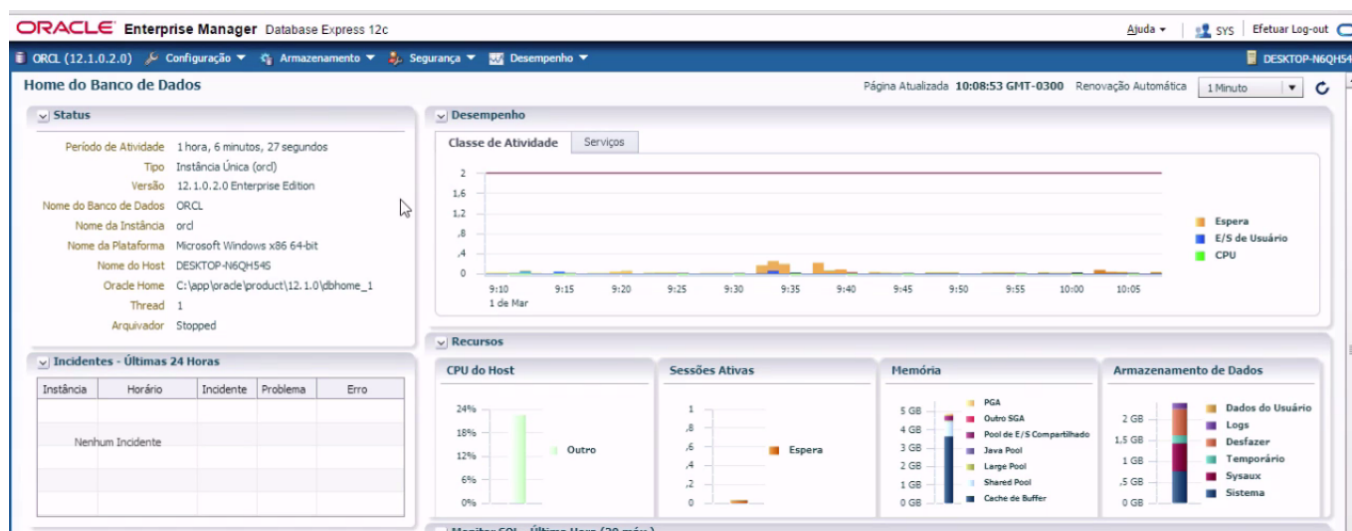 ORACLE Enterprise Manager Database Express 12c
Ajuda SYS Efetuar Log-out
ORCL (12.1.0.2.0) Configuração Armazenamento Segurança Desempenho DESKTOP-N6QH54
Home do Banco de Dados
Página Atualizada 10:08:53 GMT-0300 Renovação Automática 1 Minuto
Status
Período de Atividade 1 hora, 6 minutos, 27 segundos
Tipo Instância Única (orcl)
Versão 12.1.0.2.0 Enterprise Edition
Nome do Banco de Dados ORCL
Nome da Instância orcl
Nome da Plataforma Microsoft Windows x86 64-bit
Nome do Host DESKTOP-N6QH54S
Oracle Home C:\app\oracle\product\12.1.0\dbhome_1
Thread 1
Arquivador Stopped
Desempenho
Classe de Atividade Serviços
2
1,6
1,2
,8
,4
0
9:10 9:15 9:20 9:25 9:30 9:35 9:40 9:45 9:50 9:55 10:00 10:05
1 de Mar
Espera
E/S de Usuário
CPU
Incidentes - Últimas 24 Horas
Instância Horário Incidente Problema Erro
Nenhum Incidente
Recursos
CPU do Host
24%
18%
12%
6%
0%
Outro
Sessões Ativas
1
,8
,6
,4
,2
0
Espera
Memória
5 GB
4 GB
3 GB
2 GB
1 GB
0 GB
PGA
Outro SGA
Pool de E/S Compartilhado
Java Pool
Large Pool
Shared Pool
Cache de Buffer
Armazenamento de Dados
2 GB
1,5 GB
1 GB
,5 GB
0 GB
Dados do Usuário
Logs
Desfazer
Temporário
Sysaux
Sistema